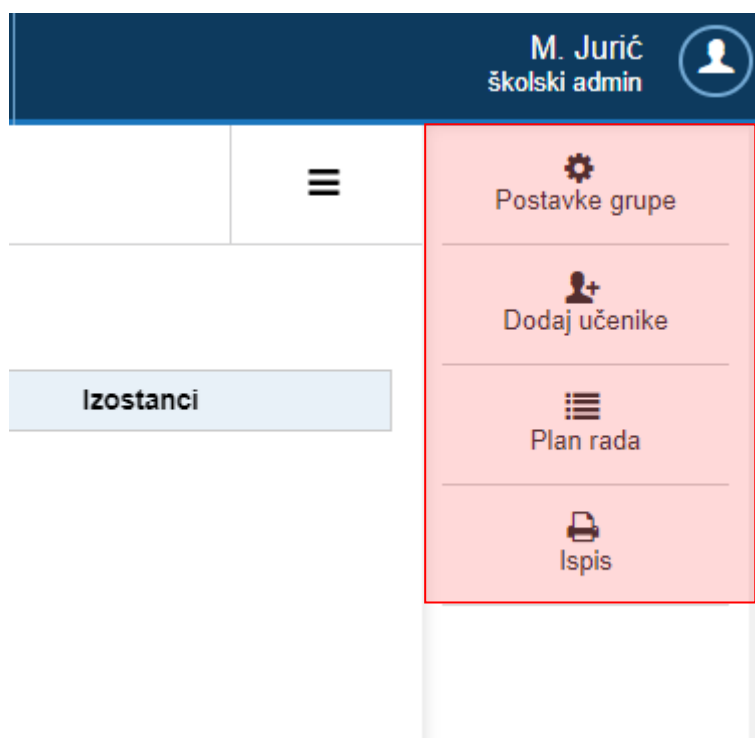 M. Jurić
školski admin
Postavke grupe
Dodaj učenike
Izostanci
Plan rada
Ispis